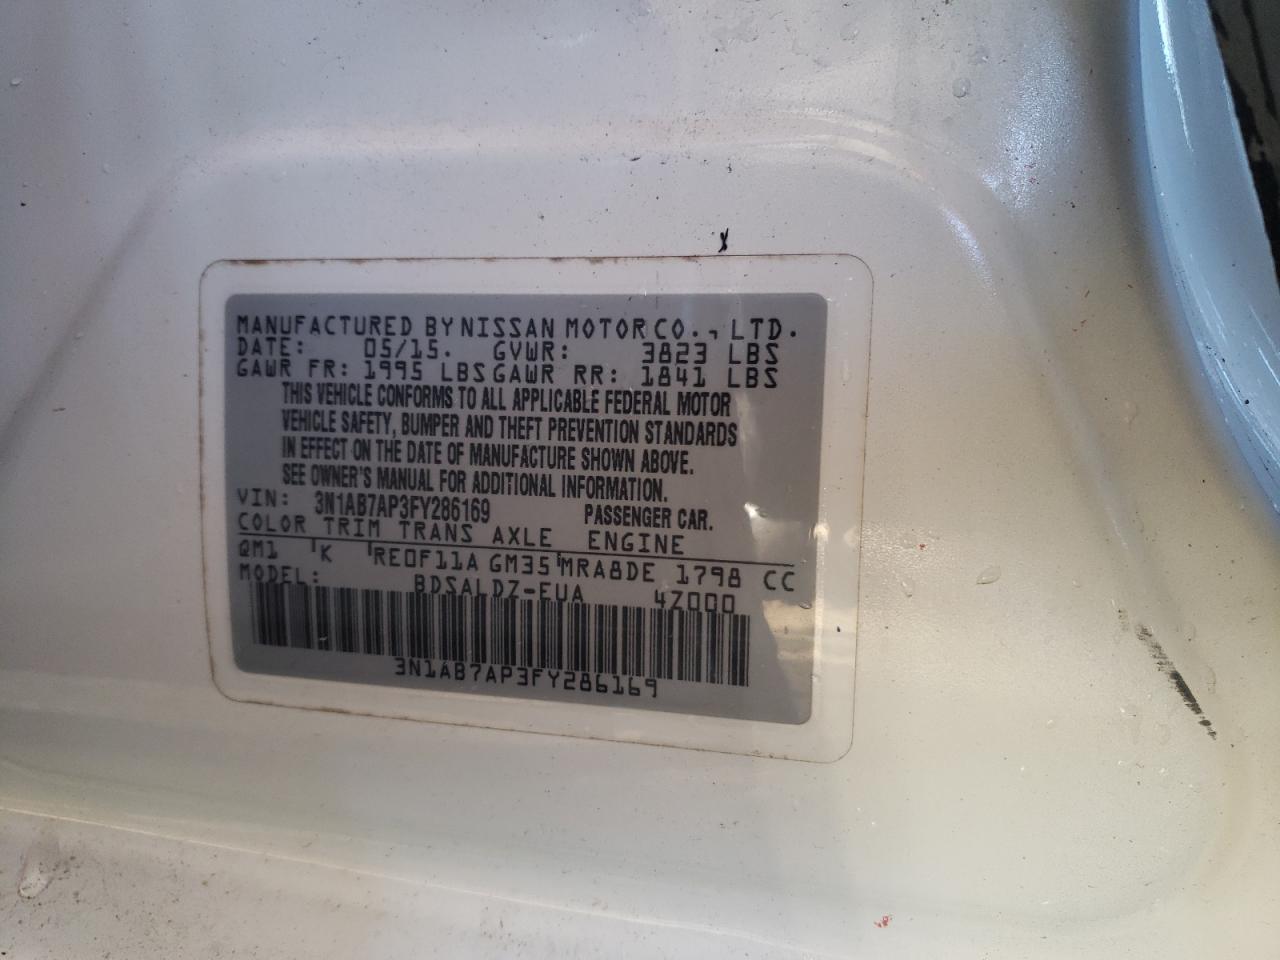 MANUFACTURED BY NISSAN MOTOR CO., LTD.
DATE: 05/15. GVWR: 3823 LBS
GAWR FR: 1995 LBS GAWR RR: 1841 LBS
THIS VEHICLE CONFORMS TO ALL APPLICABLE FEDERAL MOTOR
VEHICLE SAFETY, BUMPER AND THEFT PREVENTION STANDARDS
IN EFFECT ON THE DATE OF MANUFACTURE SHOWN ABOVE.
SEE OWNER'S MANUAL FOR ADDITIONAL INFORMATION.
VIN: 3N1AB7AP3FY286169 PASSENGER CAR.
COLOR TRIM TRANS AXLE ENGINE
QM1 K RE0F11A GM35 MRA8DE 1798 CC
MODEL: BDSALDZ-EUA 4Z000
3N1AB7AP3FY286169